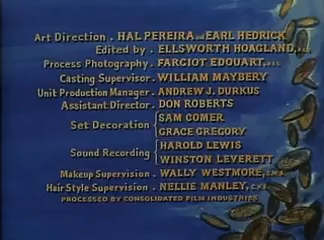 Art Direction . HAL PEREIRA and EARL HEDRICK
Edited by . ELLSWORTH HOAGLAND, A.C.E.
Process Photography . FARCIOT EDOUART, A.S.C.
Casting Supervisor . WILLIAM MAYBERY
Unit Production Manager . ANDREW J. DURKUS
Assistant Director . DON ROBERTS
Set Decoration { SAM COMER
GRACE GREGORY
Sound Recording { HAROLD LEWIS
WINSTON LEVERETT
Makeup Supervision . WALLY WESTMORE, S.M.A.
Hair Style Supervision . NELLIE MANLEY, C.H.S.
PROCESSED BY CONSOLIDATED FILM INDUSTRIES